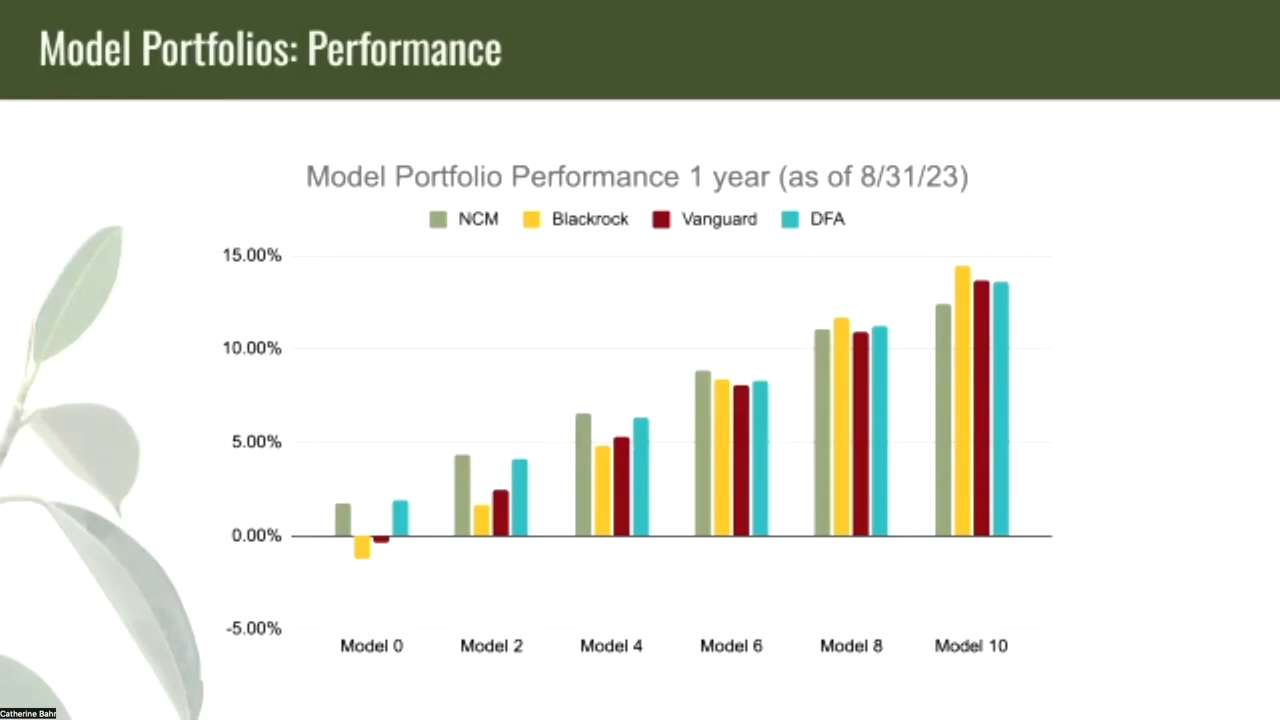 Model Portfolios: Performance
Model Portfolio Performance 1 year (as of 8/31/23)
NCM Blackrock Vanguard DFA
15.00%
10.00%
5.00%
0.00%
-5.00%
Model 0 Model 2 Model 4 Model 6 Model 8 Model 10
Catherine Bahr